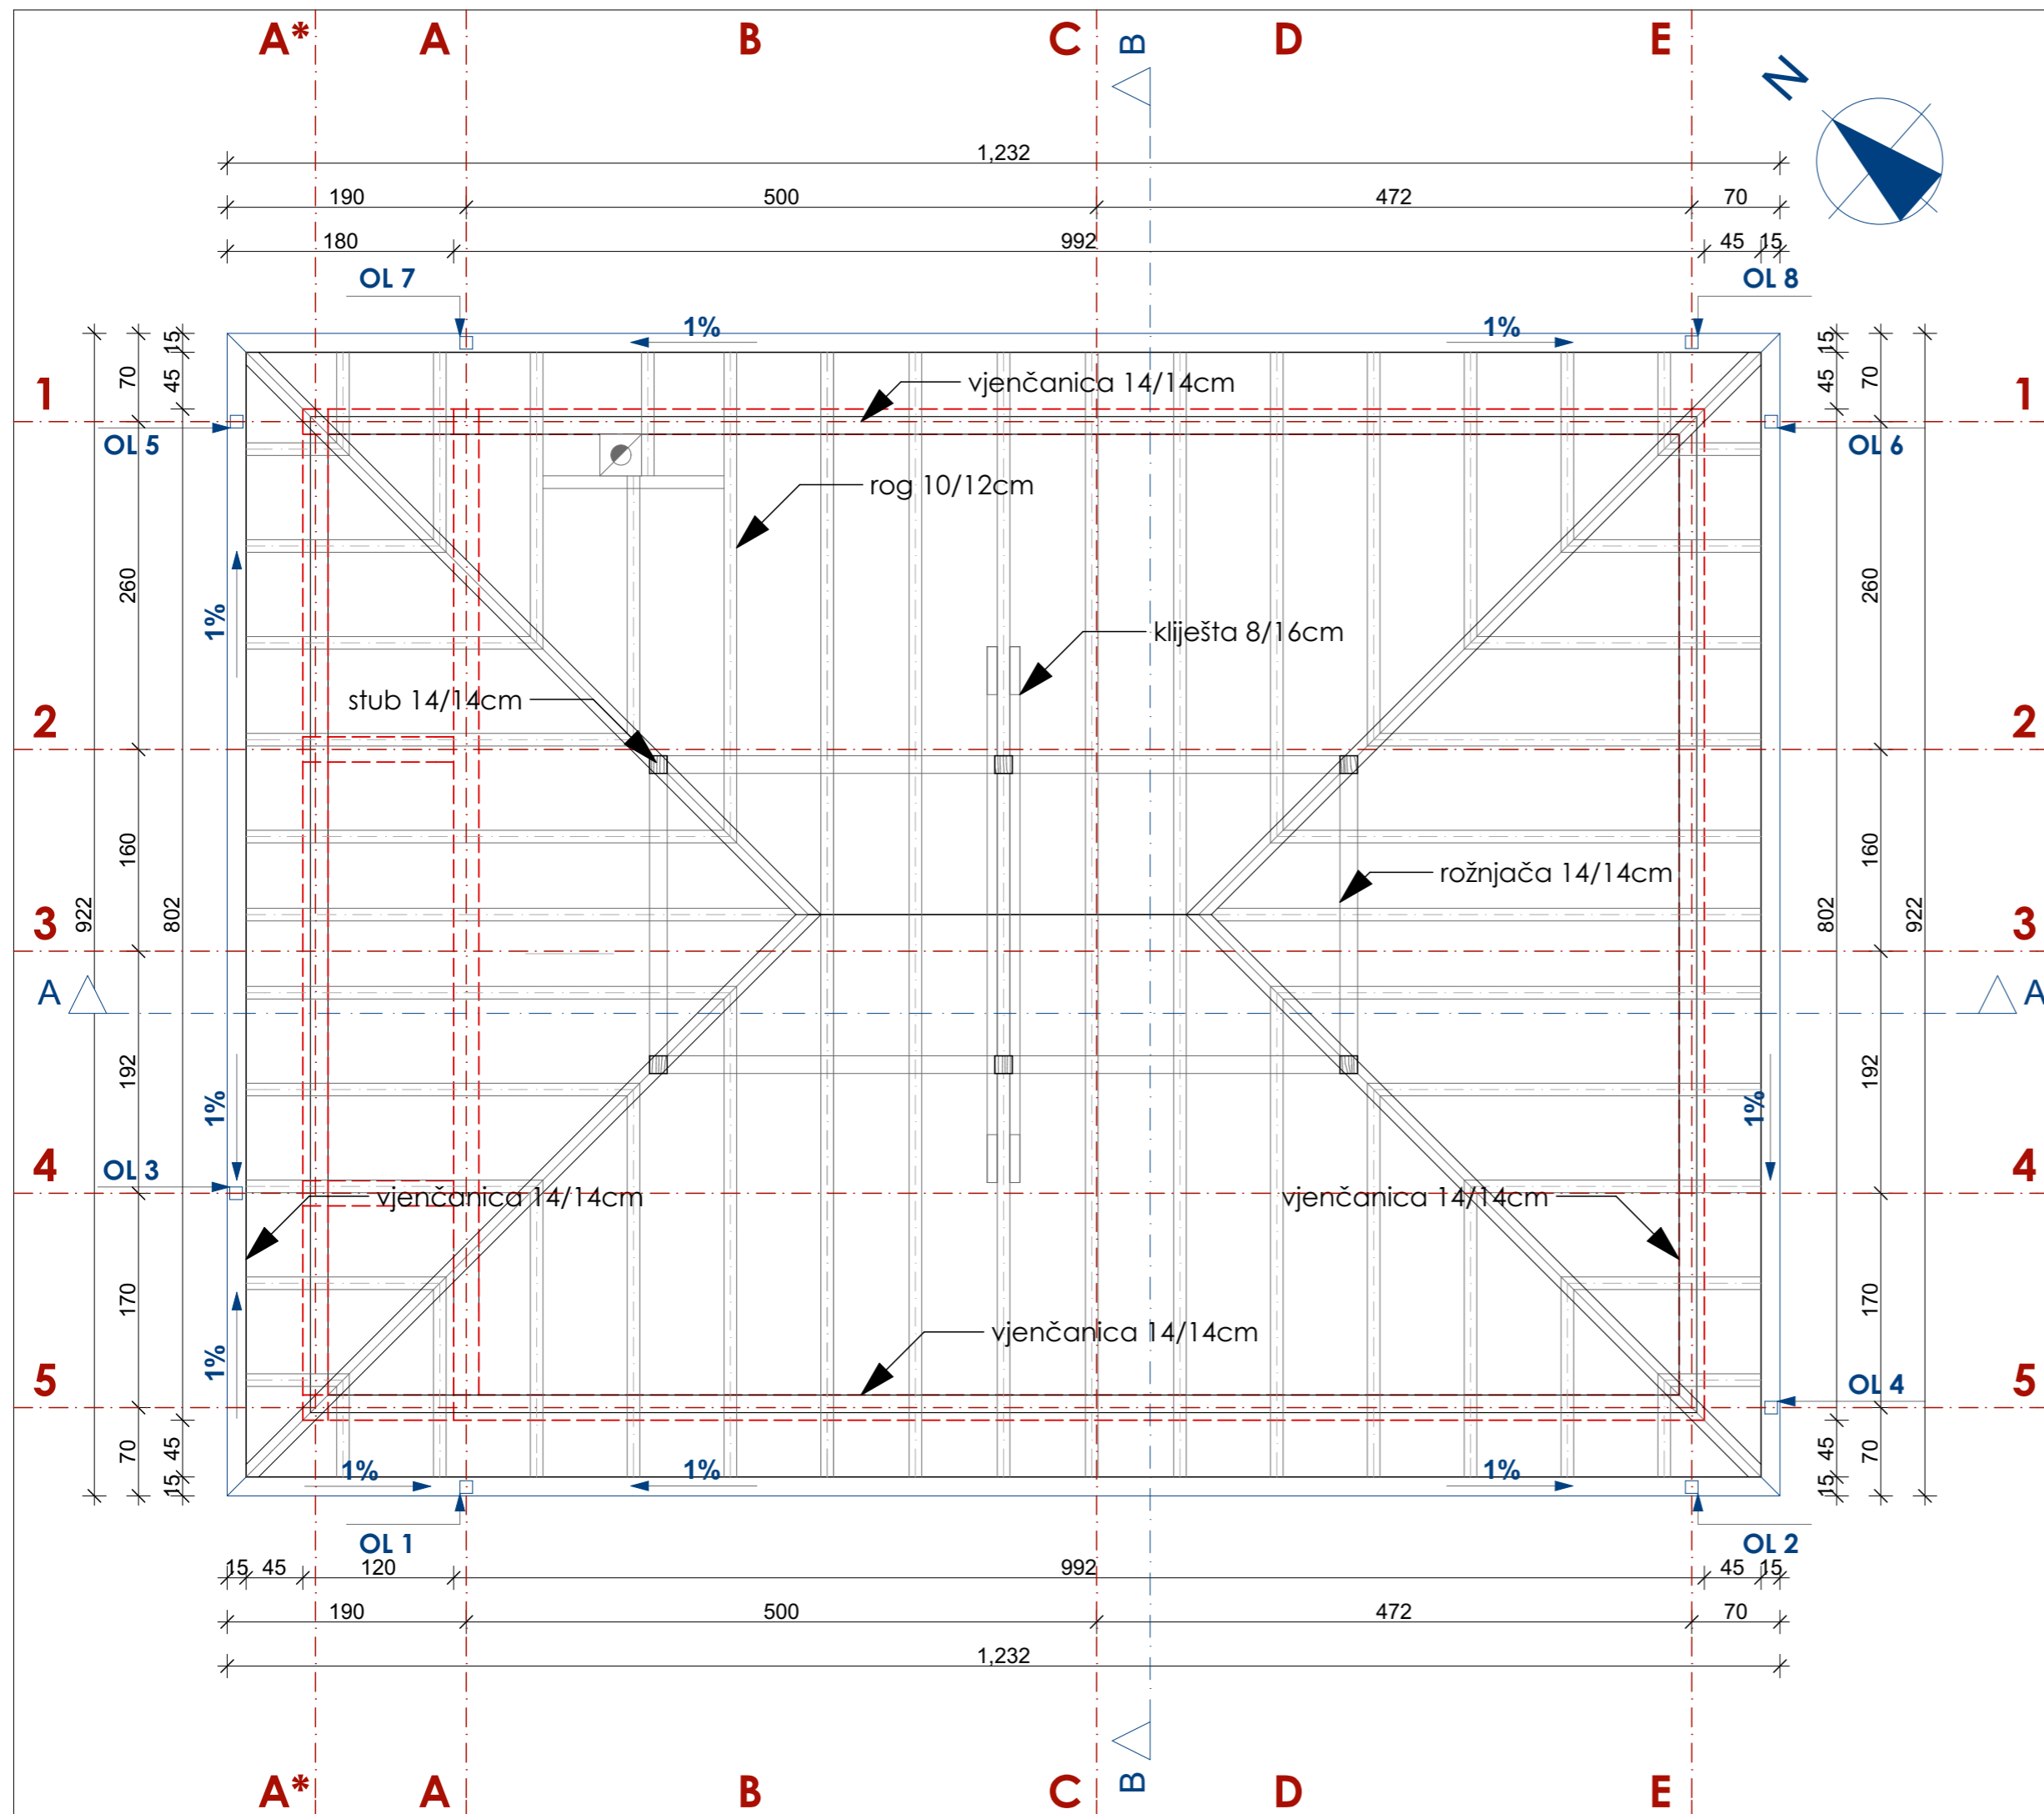 A* A B C B D E
N
1,232
190 500 472 70
180 992 45 15
OL 7 OL 8
1% 1%
15 15
70 45 45 70
1 vjenčanica 14/14cm 1
OL 5 OL 6
rog 10/12cm
260 260
1%
kliješta 8/16cm
stub 14/14cm
2 2
160 160
rožnjača 14/14cm
922 802 802 922
3 3
A A
192 192
1% 1%
4 OL 3 4
vjenčanica 14/14cm vjenčanica 14/14cm
170 170
vjenčanica 14/14cm
1%
5 OL 4 5
70 45 45 70
15 1% 1% 1% 15
OL 1 OL 2
15 45 120 992 45 15
190 500 472 70
1,232
A* A B C B D E